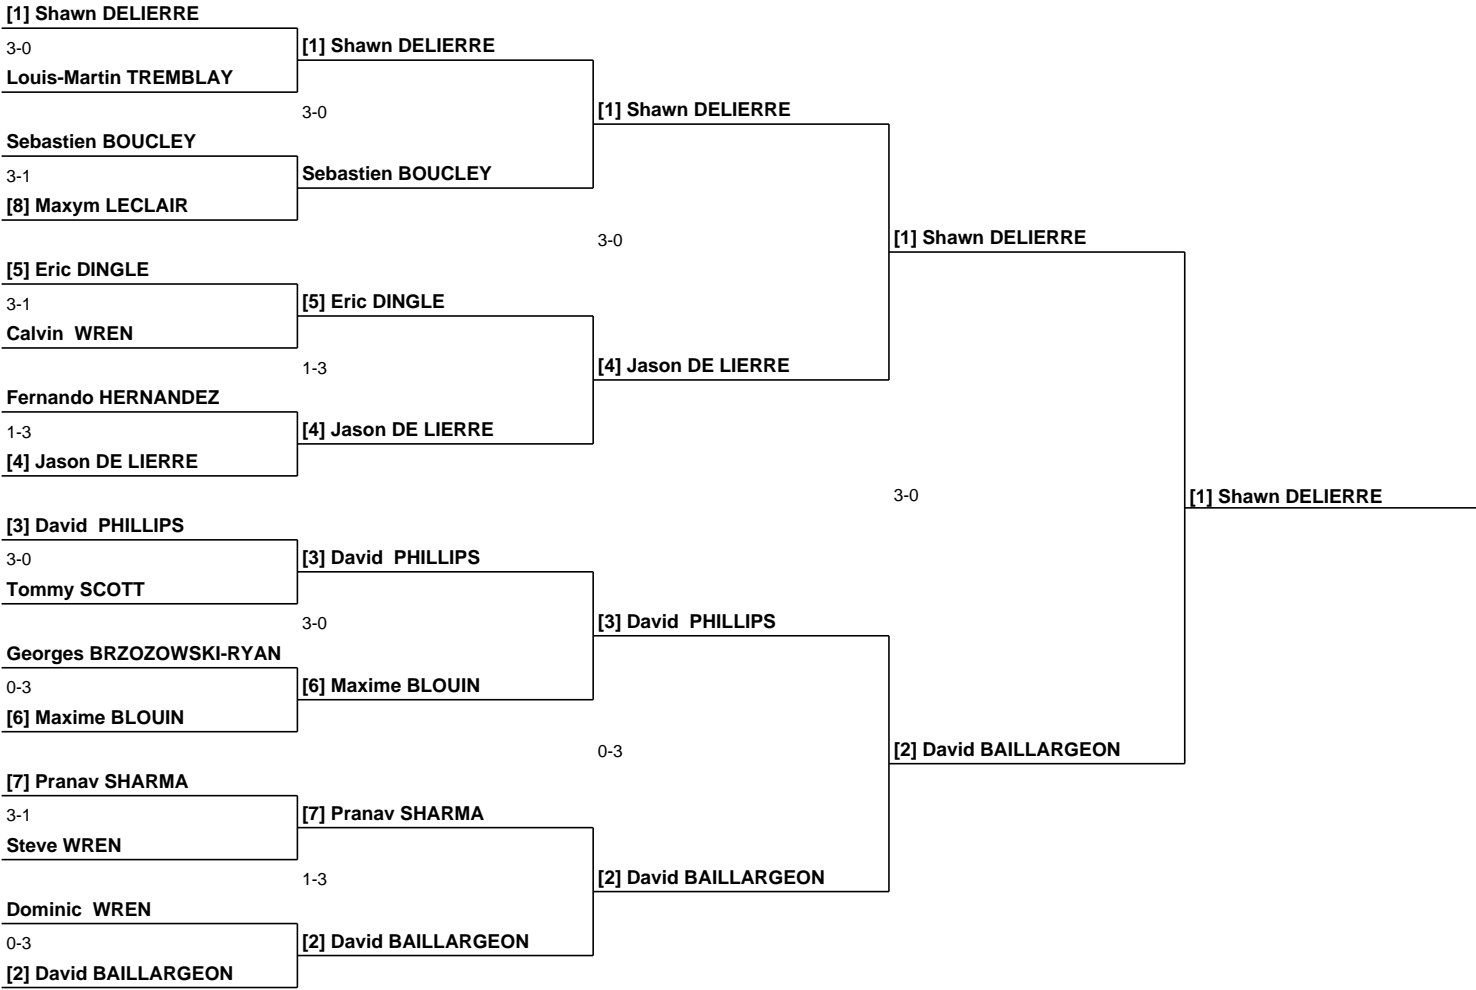 [1] Shawn DELIERRE
3-0
Louis-Martin TREMBLAY
Sebastien BOUCLEY
3-1
[8] Maxym LECLAIR
[5] Eric DINGLE
3-1
Calvin  WREN
Fernando HERNANDEZ
1-3
[4] Jason DE LIERRE
[3] David  PHILLIPS
3-0
Tommy SCOTT
Georges BRZOZOWSKI-RYAN
0-3
[6] Maxime BLOUIN
[7] Pranav SHARMA
3-1
Steve WREN
Dominic  WREN
0-3
[2] David BAILLARGEON
[1] Shawn DELIERRE
3-0
Sebastien BOUCLEY
[5] Eric DINGLE
1-3
[4] Jason DE LIERRE
[3] David  PHILLIPS
3-0
[6] Maxime BLOUIN
[7] Pranav SHARMA
1-3
[2] David BAILLARGEON
[1] Shawn DELIERRE
3-0
[4] Jason DE LIERRE
[3] David  PHILLIPS
0-3
[2] David BAILLARGEON
[1] Shawn DELIERRE
3-0
[2] David BAILLARGEON
[1] Shawn DELIERRE